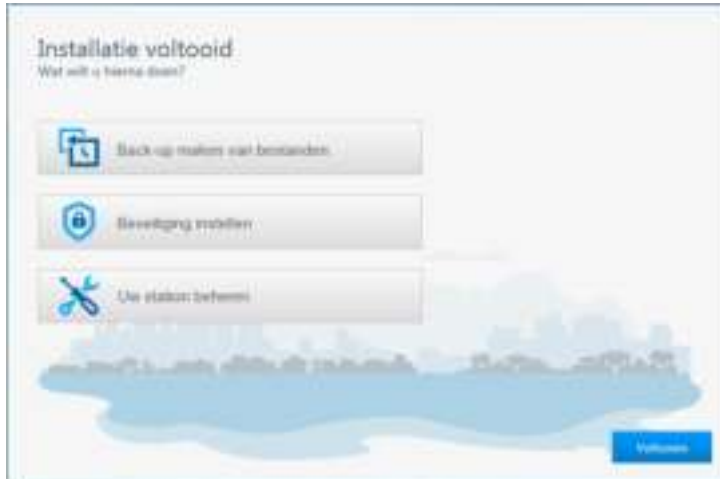 Installatie voltooid
Wat wilt u hierna doen?
Back-up maken van bestanden
Beveiliging instellen
Uw station beheren
Voltooien